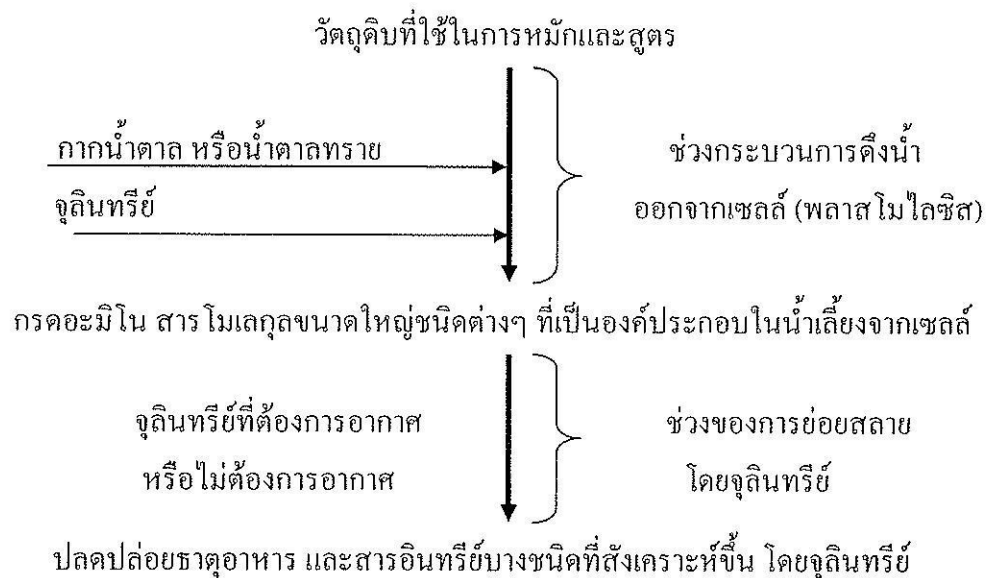 วัตถุดิบที่ใช้ในการหมักและสูตร
กากน้ำตาล หรือน้ำตาลทราย
จุลินทรีย์
ช่วงกระบวนการดึงน้ำ
ออกจากเซลล์ (พลาสโมไลซิส)
กรดอะมิโน สารโมเลกุลขนาดใหญ่ชนิดต่างๆ ที่เป็นองค์ประกอบในน้ำเลี้ยงจากเซลล์
จุลินทรีย์ที่ต้องการอากาศ
หรือไม่ต้องการอากาศ
ช่วงของการย่อยสลาย
โดยจุลินทรีย์
ปลดปล่อยธาตุอาหาร และสารอินทรีย์บางชนิดที่สังเคราะห์ขึ้น โดยจุลินทรีย์